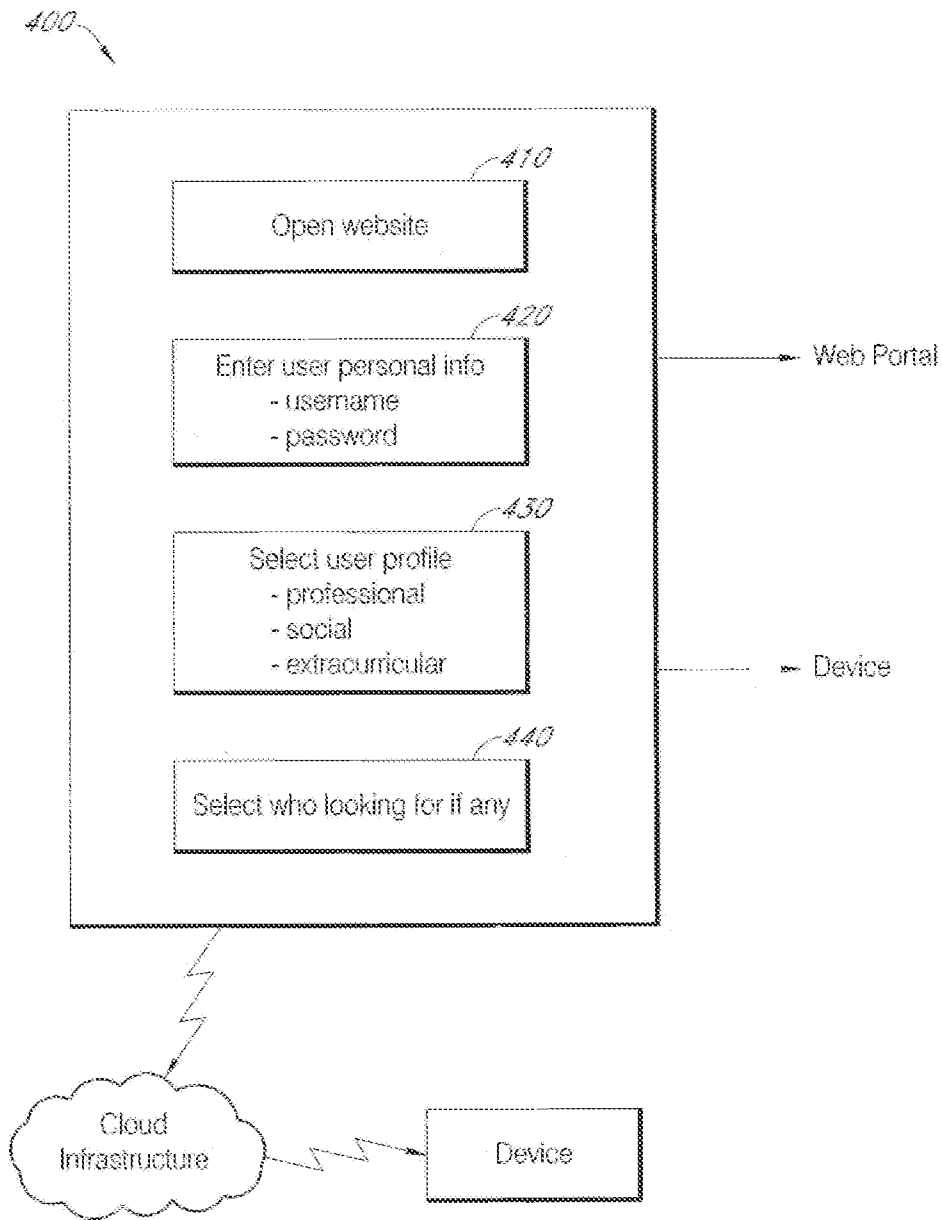 400
410
Open website
420
Enter user personal info
- username
- password
Web Portal
430
Select user profile
- professional
- social
- extracurricular
Device
440
Select who looking for if any
Cloud
Infrastructure
Device